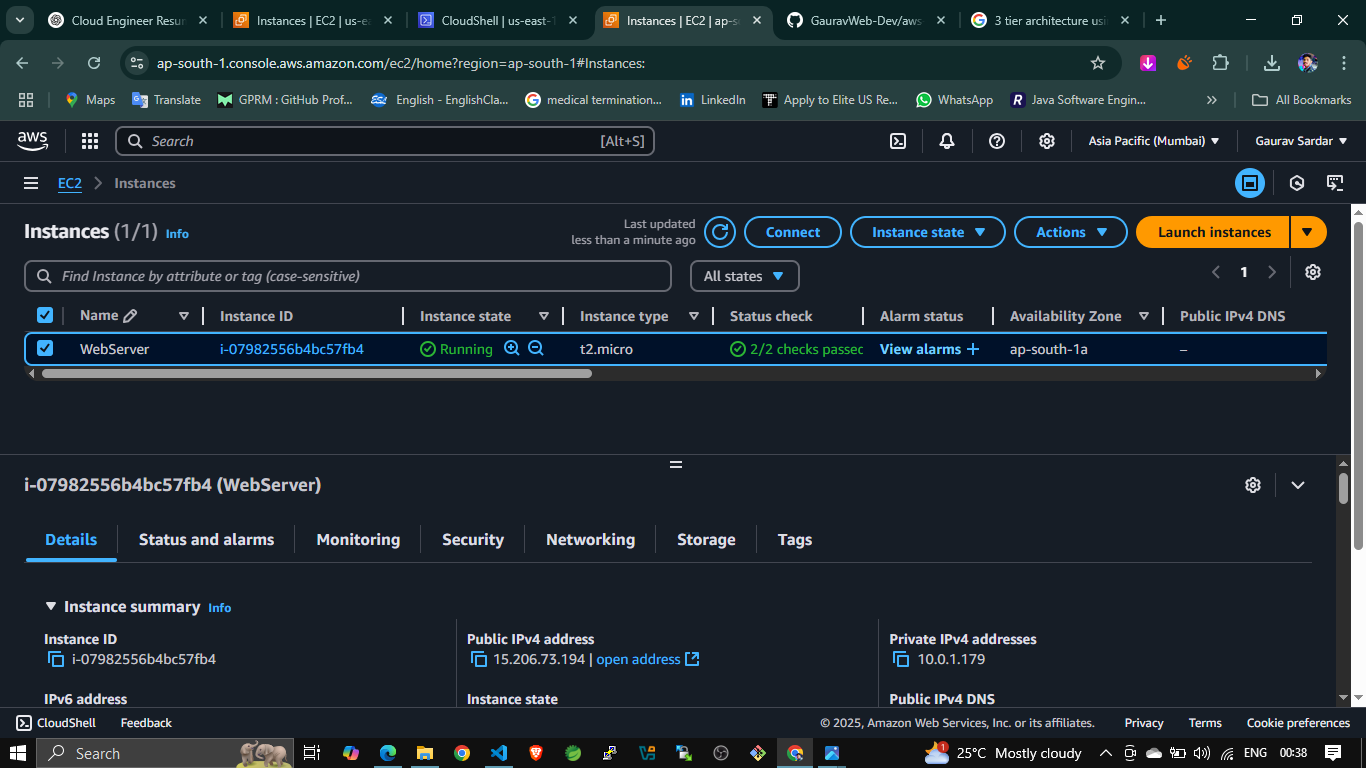 Cloud Engineer Resur
Instances | EC2 | us-ea
CloudShell | us-east-1
Instances | EC2 | ap-so
GauravWeb-Dev/aws
3 tier architecture usi
ap-south-1.console.aws.amazon.com/ec2/home?region=ap-south-1#Instances:
Maps
Translate
GPRM : GitHub Prof...
English - EnglishCla...
medical termination...
LinkedIn
Apply to Elite US Re...
WhatsApp
Java Software Engin...
All Bookmarks
aws
Search
[Alt+S]
Asia Pacific (Mumbai)
Gaurav Sardar
EC2
Instances
Instances (1/1) Info
Last updated
less than a minute ago
Connect
Instance state
Actions
Launch instances
Find Instance by attribute or tag (case-sensitive)
All states
1
Name
Instance ID
Instance state
Instance type
Status check
Alarm status
Availability Zone
Public IPv4 DNS
WebServer
i-07982556b4bc57fb4
Running
t2.micro
2/2 checks passec
View alarms +
ap-south-1a
–
i-07982556b4bc57fb4 (WebServer)
Details
Status and alarms
Monitoring
Security
Networking
Storage
Tags
Instance summary Info
Instance ID
i-07982556b4bc57fb4
Public IPv4 address
15.206.73.194 | open address
Private IPv4 addresses
10.0.1.179
IPv6 address
Instance state
Public IPv4 DNS
CloudShell
Feedback
© 2025, Amazon Web Services, Inc. or its affiliates.
Privacy
Terms
Cookie preferences
Search
1
25°C Mostly cloudy
ENG
00:38